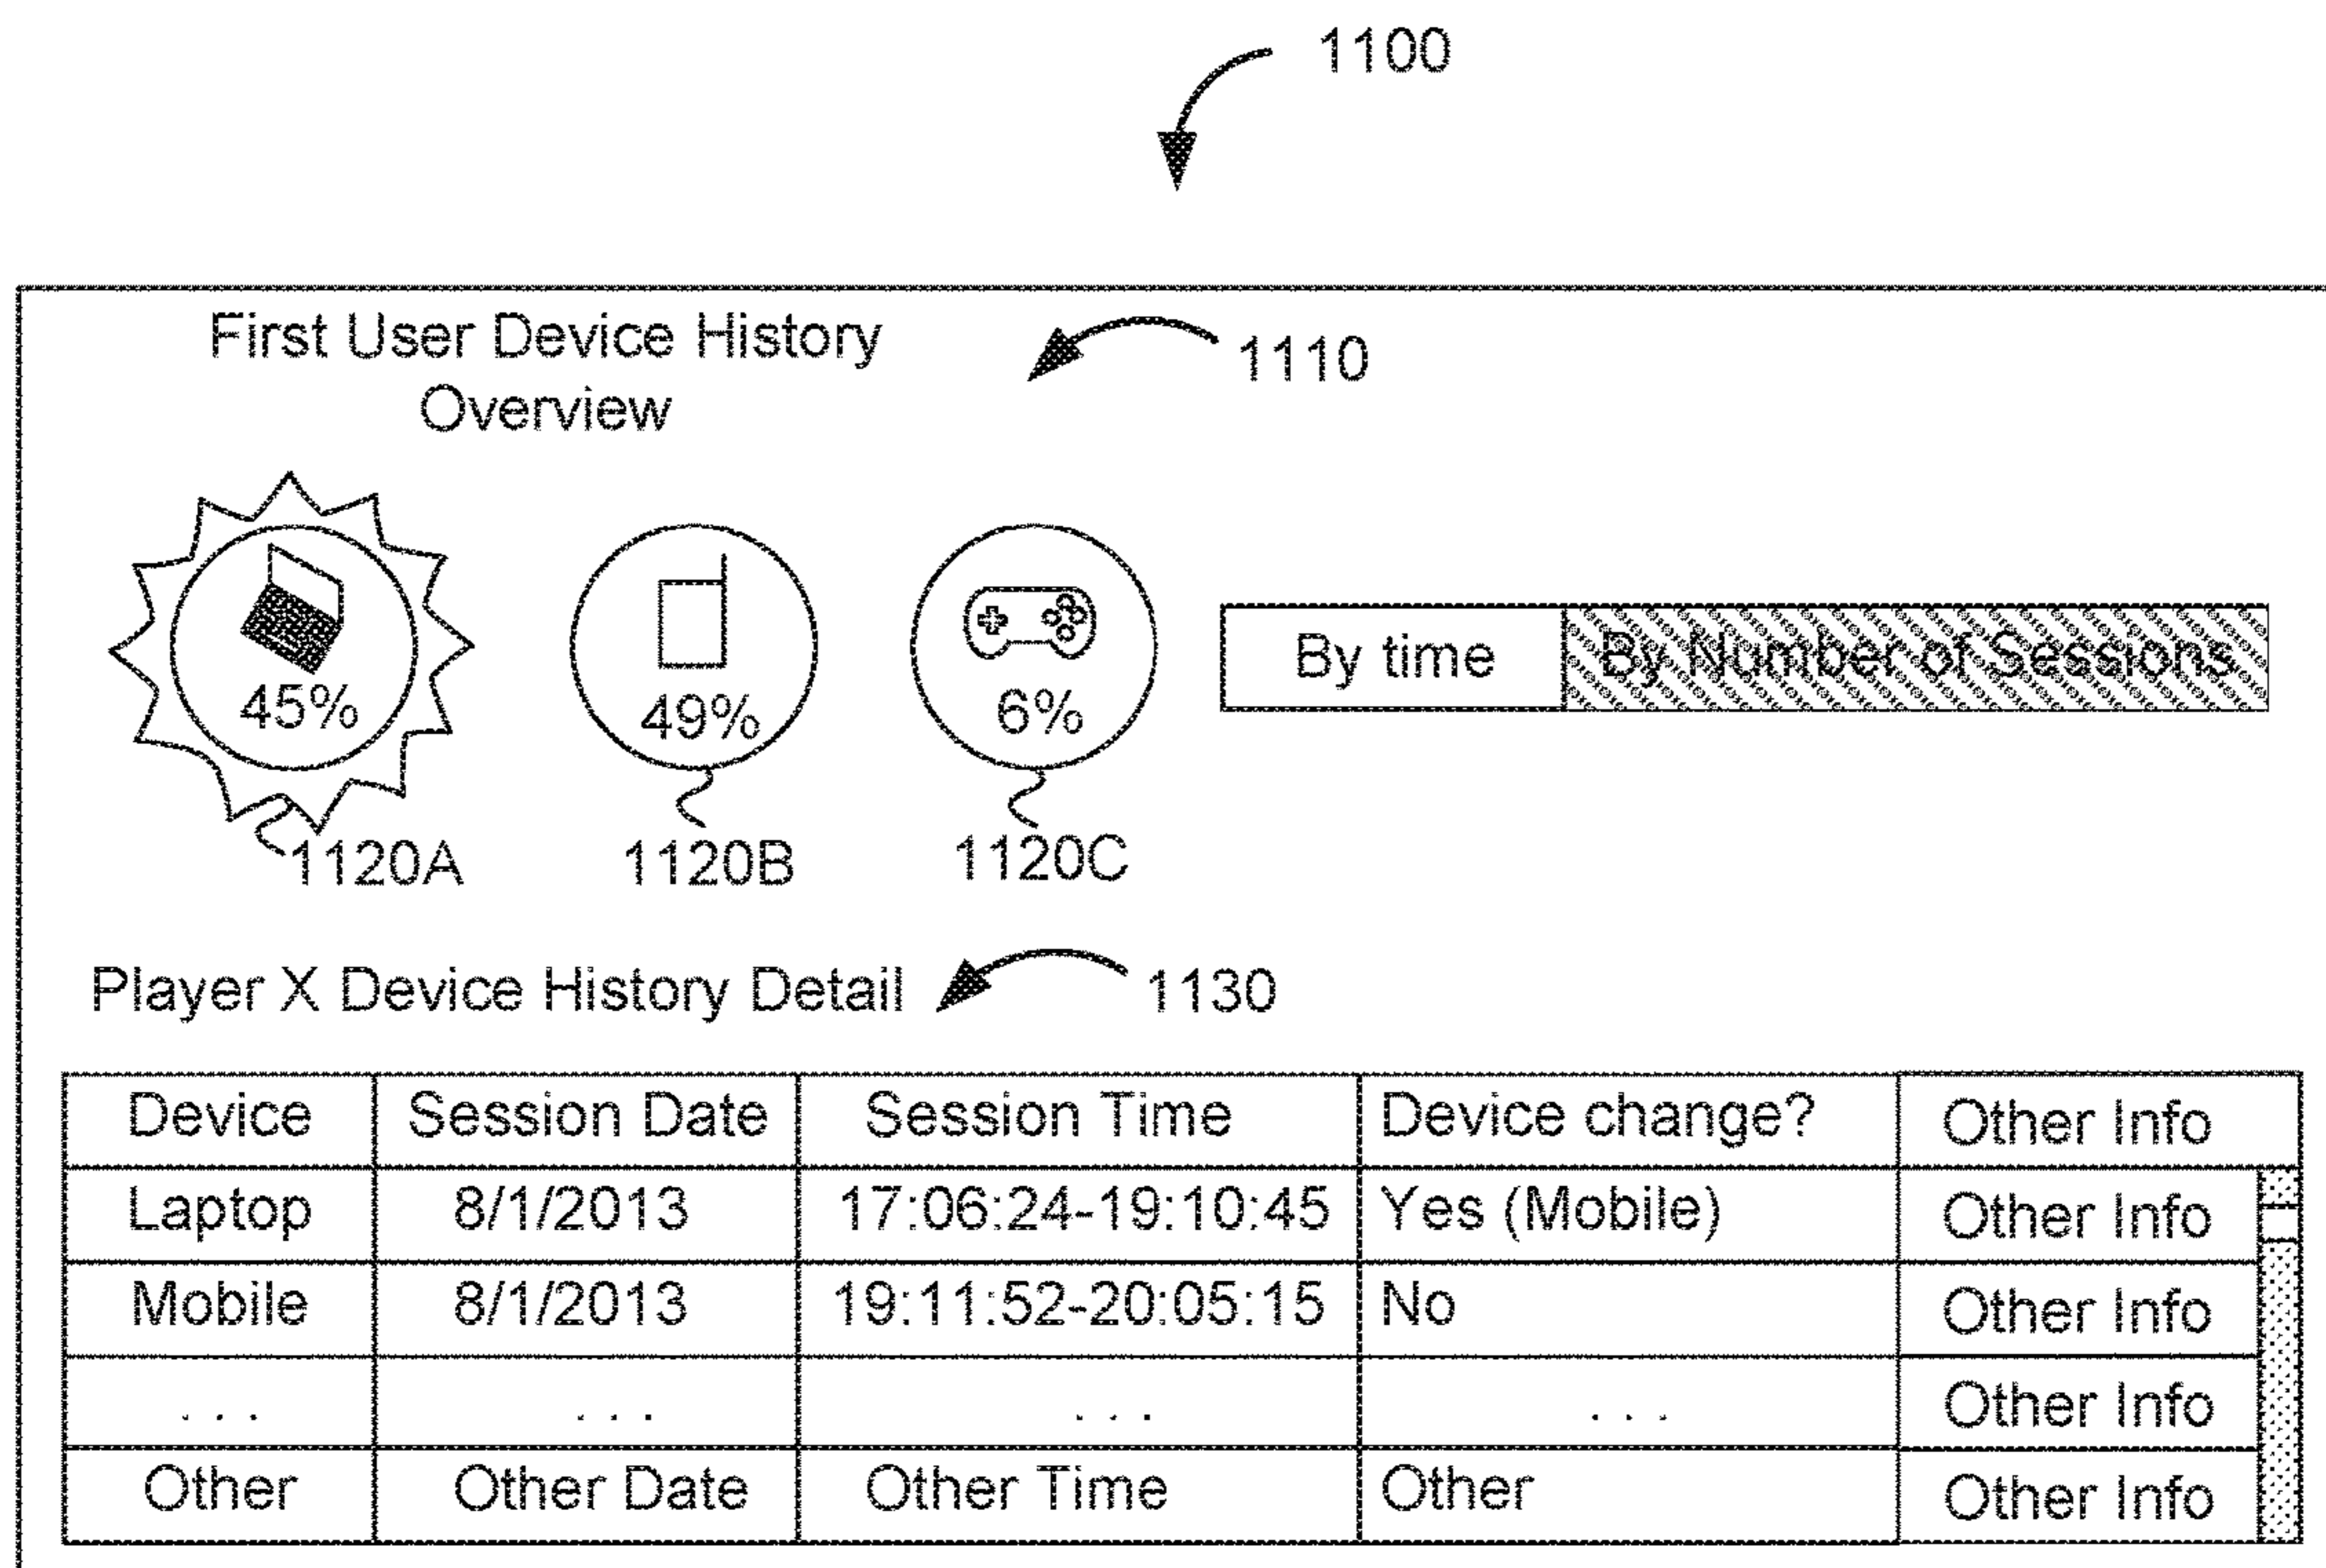 1100
First User Device History
Overview
1110
45%
49%
6%
By time
By Number of Sessions
1120A
1120B
1120C
Player X Device History Detail
1130
Device Session Date Session Time Device change? Other Info
Laptop 8/1/2013 17:06:24-19:10:45 Yes (Mobile) Other Info
Mobile 8/1/2013 19:11:52-20:05:15 No Other Info
... ... ... ... Other Info
Other Other Date Other Time Other Other Info